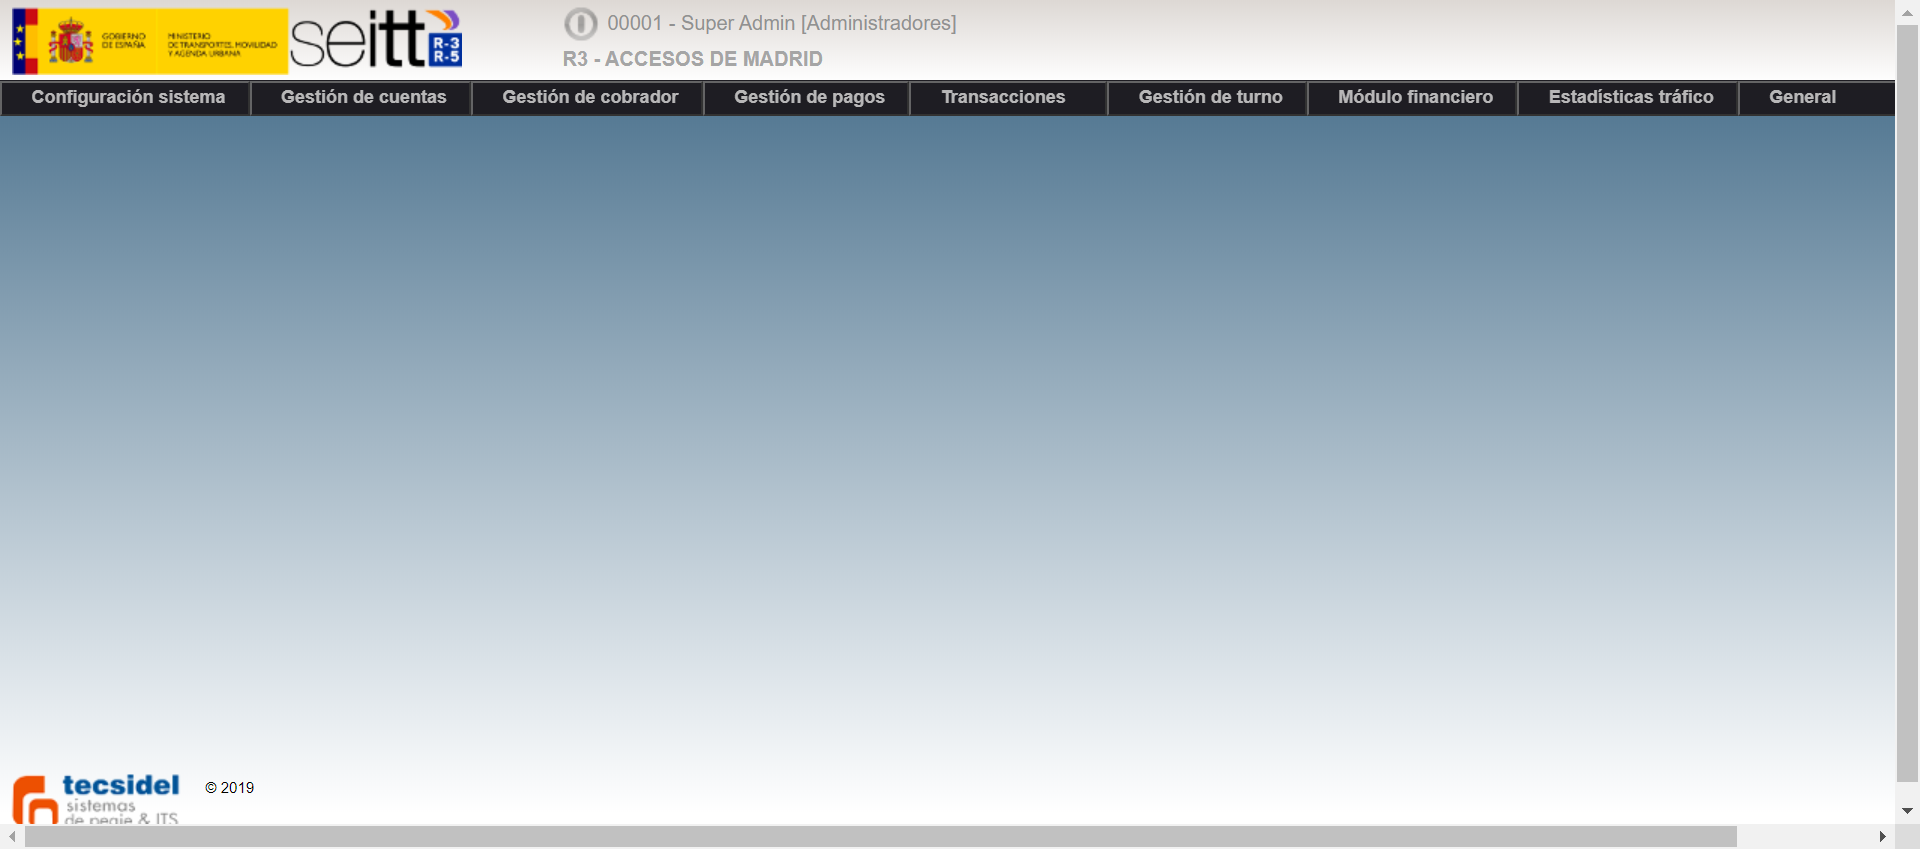 GOBIERNO
DE ESPAÑA
MINISTERIO
DE TRANSPORTES, MOVILIDAD
Y AGENDA URBANA
seitt
R-3
R-5
00001 - Super Admin [Administradores]
R3 - ACCESOS DE MADRID
Configuración sistema
Gestión de cuentas
Gestión de cobrador
Gestión de pagos
Transacciones
Gestión de turno
Módulo financiero
Estadísticas tráfico
General
tecsidel
sistemas
de peaje & ITS
© 2019